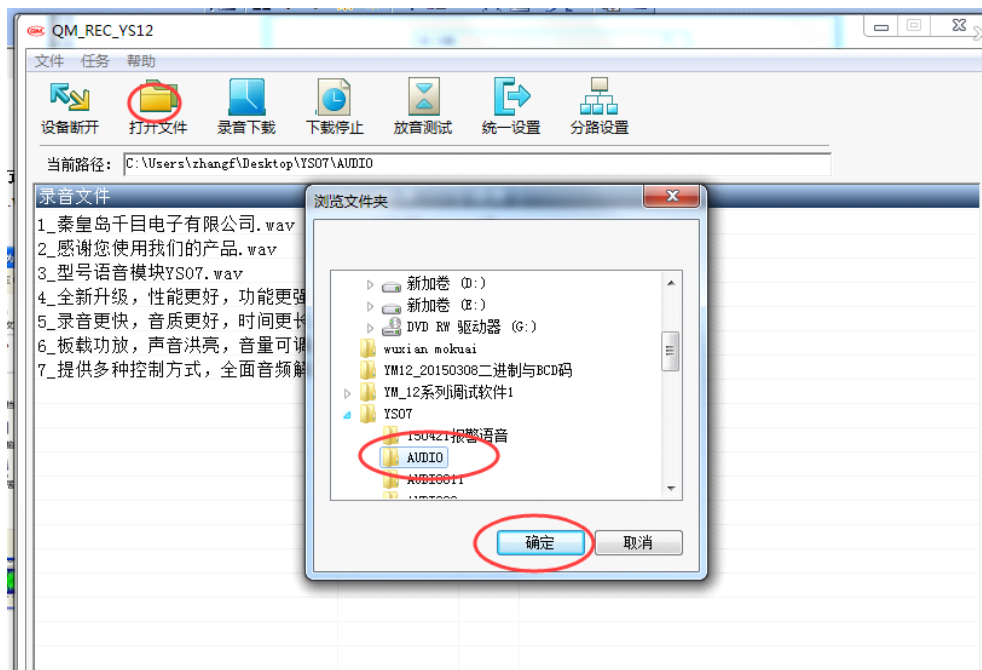 QM_REC_YS12
文件 任务 帮助
设备断开 打开文件 录音下载 下载停止 放音测试 统一设置 分路设置
当前路径: C:\Users\zhangf\Desktop\YS07\AUDIO
录音文件
1_秦皇岛千目电子有限公司.wav
2_感谢您使用我们的产品.wav
3_型号语音模块YS07.wav
4_全新升级，性能更好，功能更强
5_录音更快，音质更好，时间更长
6_板载功放，声音洪亮，音量可调
7_提供多种控制方式，全面音频解
浏览文件夹
新加卷 (D:)
新加卷 (E:)
DVD RW 驱动器 (G:)
wuxian mokuai
YM12_20150308二进制与BCD码
YM_12系列调试软件1
YS07
150421报警语音
AUDIO
确定 取消